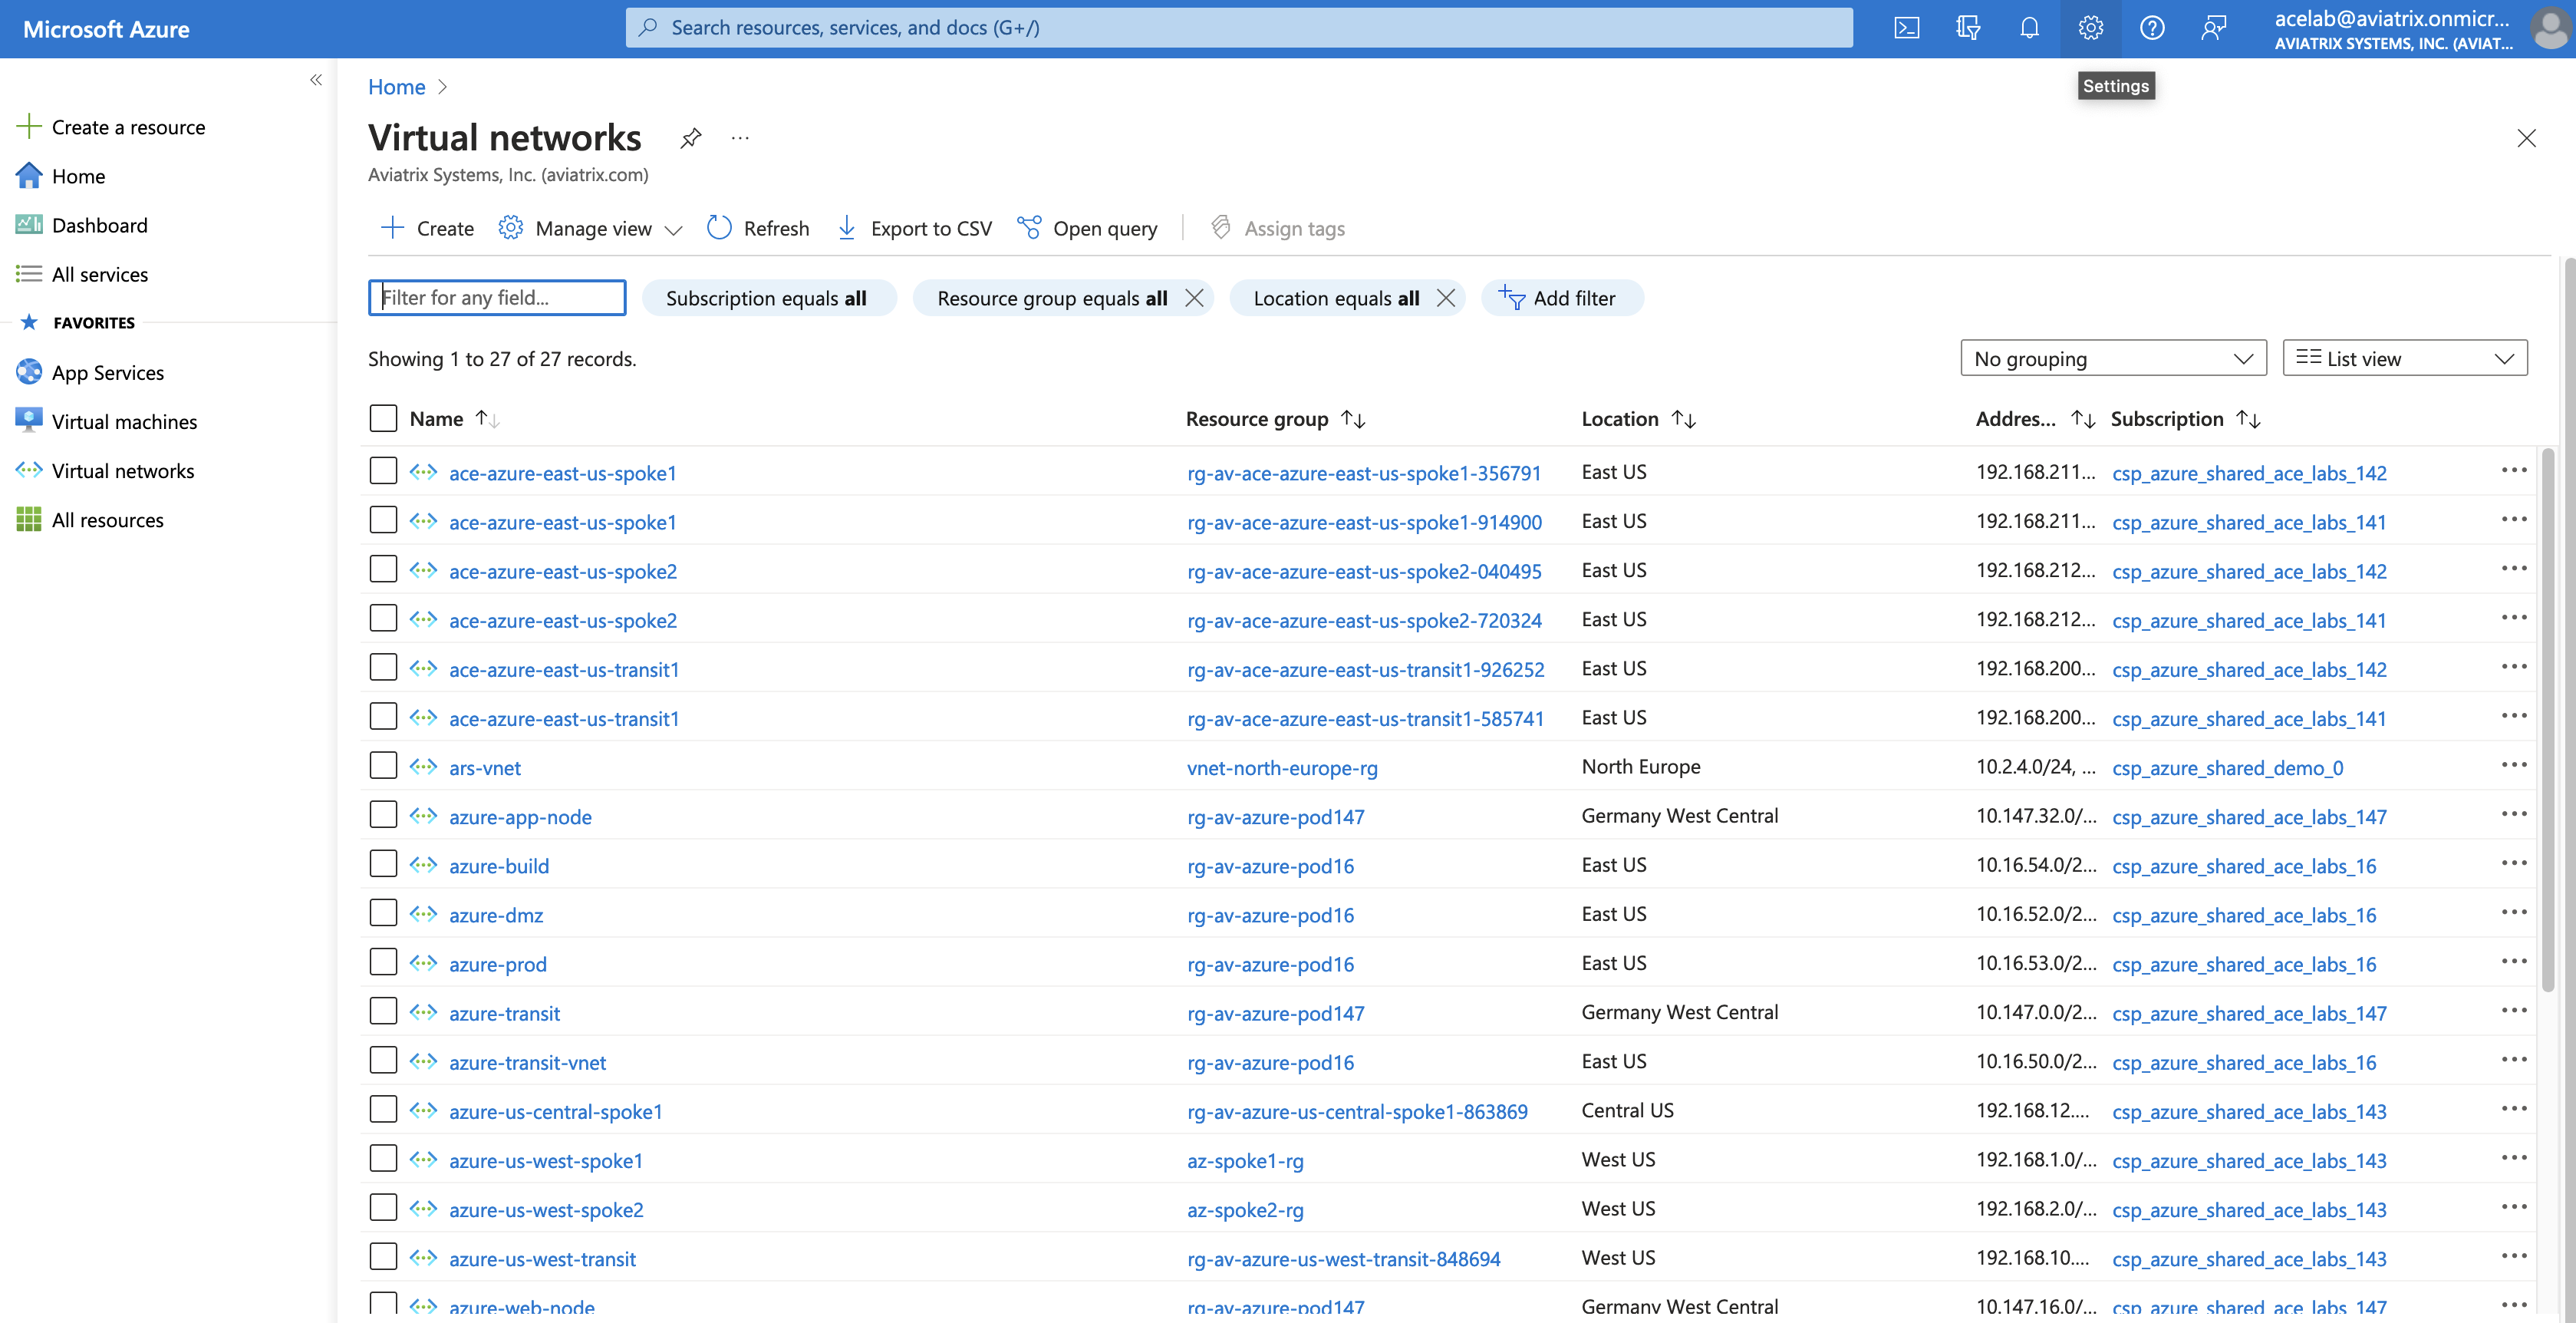 Microsoft Azure
Search resources, services, and docs (G+/)
acelab@aviatrix.onmicr...
AVIATRIX SYSTEMS, INC. (AVIAT...
Settings
Create a resource
Home
Dashboard
All services
FAVORITES
App Services
Virtual machines
Virtual networks
All resources
Home
Virtual networks
Aviatrix Systems, Inc. (aviatrix.com)
Create Manage view Refresh Export to CSV Open query Assign tags
Filter for any field... Subscription equals all Resource group equals all Location equals all Add filter
Showing 1 to 27 of 27 records. No grouping List view
Name Resource group Location Addres... Subscription
ace-azure-east-us-spoke1 rg-av-ace-azure-east-us-spoke1-356791 East US 192.168.211... csp_azure_shared_ace_labs_142
ace-azure-east-us-spoke1 rg-av-ace-azure-east-us-spoke1-914900 East US 192.168.211... csp_azure_shared_ace_labs_141
ace-azure-east-us-spoke2 rg-av-ace-azure-east-us-spoke2-040495 East US 192.168.212... csp_azure_shared_ace_labs_142
ace-azure-east-us-spoke2 rg-av-ace-azure-east-us-spoke2-720324 East US 192.168.212... csp_azure_shared_ace_labs_141
ace-azure-east-us-transit1 rg-av-ace-azure-east-us-transit1-926252 East US 192.168.200... csp_azure_shared_ace_labs_142
ace-azure-east-us-transit1 rg-av-ace-azure-east-us-transit1-585741 East US 192.168.200... csp_azure_shared_ace_labs_141
ars-vnet vnet-north-europe-rg North Europe 10.2.4.0/24, ... csp_azure_shared_demo_0
azure-app-node rg-av-azure-pod147 Germany West Central 10.147.32.0/... csp_azure_shared_ace_labs_147
azure-build rg-av-azure-pod16 East US 10.16.54.0/2... csp_azure_shared_ace_labs_16
azure-dmz rg-av-azure-pod16 East US 10.16.52.0/2... csp_azure_shared_ace_labs_16
azure-prod rg-av-azure-pod16 East US 10.16.53.0/2... csp_azure_shared_ace_labs_16
azure-transit rg-av-azure-pod147 Germany West Central 10.147.0.0/2... csp_azure_shared_ace_labs_147
azure-transit-vnet rg-av-azure-pod16 East US 10.16.50.0/2... csp_azure_shared_ace_labs_16
azure-us-central-spoke1 rg-av-azure-us-central-spoke1-863869 Central US 192.168.12.... csp_azure_shared_ace_labs_143
azure-us-west-spoke1 az-spoke1-rg West US 192.168.1.0/... csp_azure_shared_ace_labs_143
azure-us-west-spoke2 az-spoke2-rg West US 192.168.2.0/... csp_azure_shared_ace_labs_143
azure-us-west-transit rg-av-azure-us-west-transit-848694 West US 192.168.10.... csp_azure_shared_ace_labs_143
azure-web-node rg-av-azure-pod147 Germany West Central 10.147.16.0/... csp_azure_shared_ace_labs_147